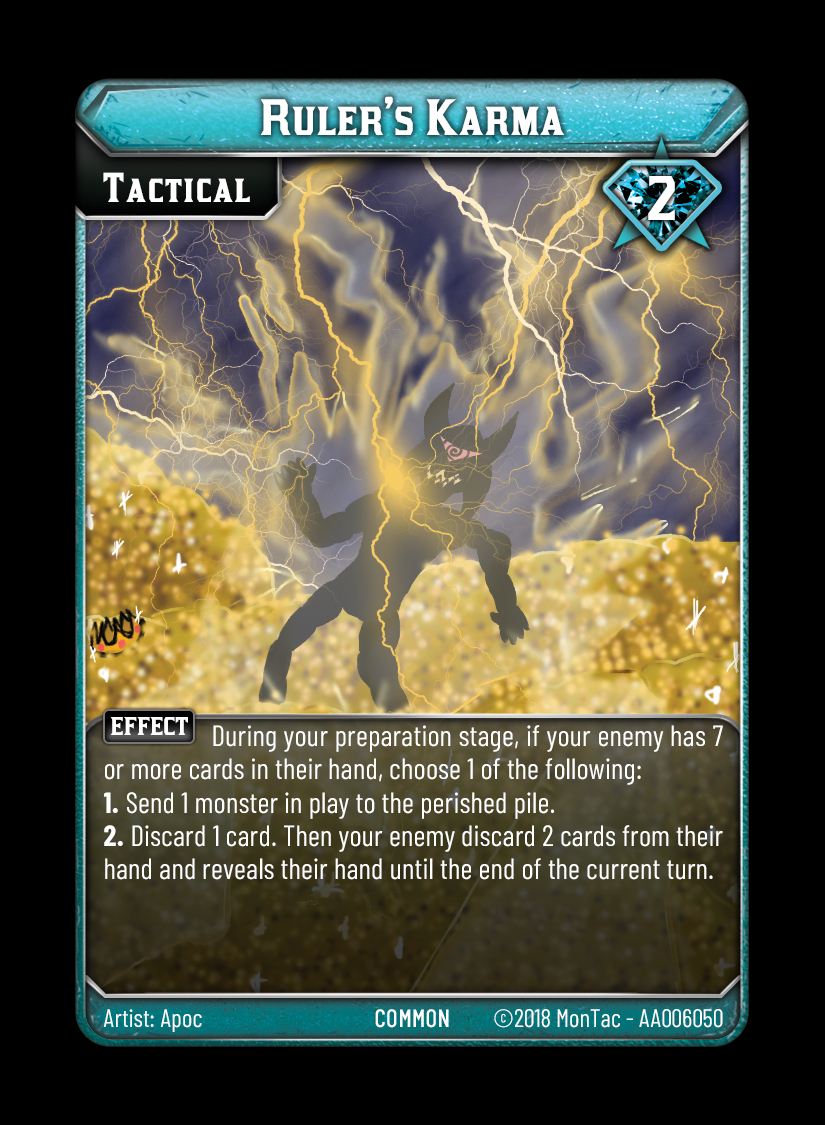 Ruler's Karma
Tactical
2
EFFECT During your preparation stage, if your enemy has 7
or more cards in their hand, choose 1 of the following:
1. Send 1 monster in play to the perished pile.
2. Discard 1 card. Then your enemy discard 2 cards from their
hand and reveals their hand until the end of the current turn.
Artist: Apoc COMMON ©2018 MonTac - AA006050